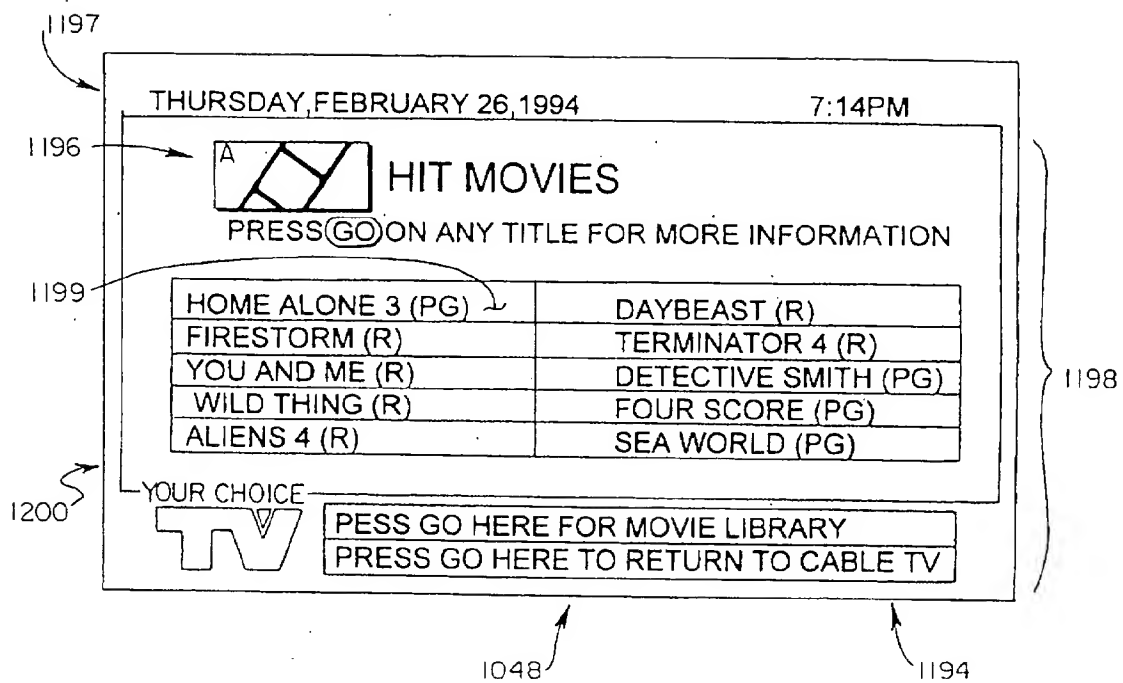 1197
THURSDAY,FEBRUARY 26,1994 7:14PM
1196
A
HIT MOVIES
PRESS GO ON ANY TITLE FOR MORE INFORMATION
1199
HOME ALONE 3 (PG) DAYBEAST (R)
FIRESTORM (R) TERMINATOR 4 (R)
YOU AND ME (R) DETECTIVE SMITH (PG)
1198
WILD THING (R) FOUR SCORE (PG)
ALIENS 4 (R) SEA WORLD (PG)
1200
YOUR CHOICE
TV
PESS GO HERE FOR MOVIE LIBRARY
PRESS GO HERE TO RETURN TO CABLE TV
1048
1194